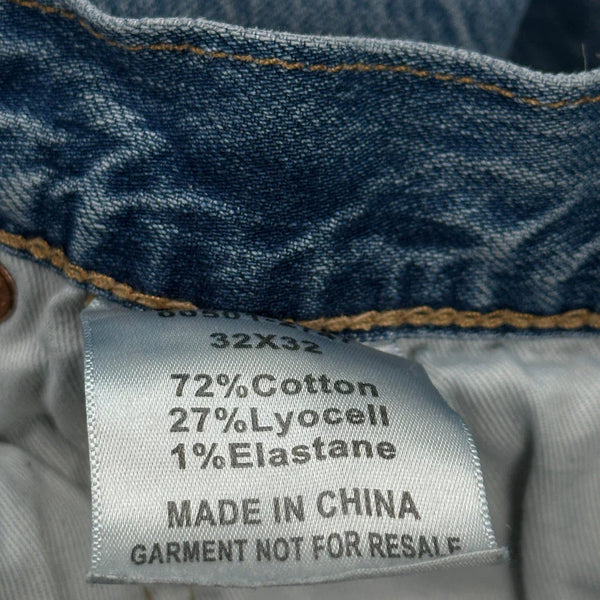 32X32
72%Cotton
27%Lyocell
1%Elastane
MADE IN CHINA
GARMENT NOT FOR RESALE